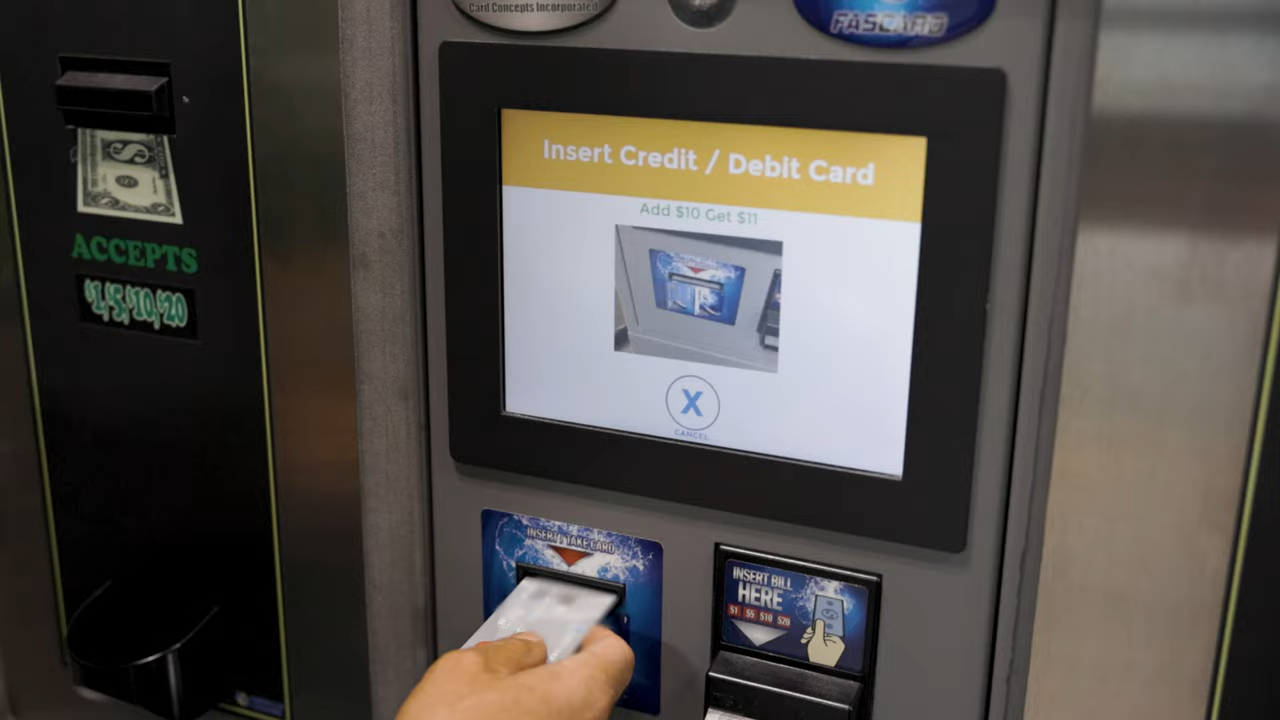 Card Concepts Incorporated
FASCARD
Insert Credit / Debit Card
Add $10 Get $11
X
CANCEL
ACCEPTS
$1, $5, $10, $20
INSERT / TAKE CARD
INSERT BILL
HERE
$1 $5 $10 $20